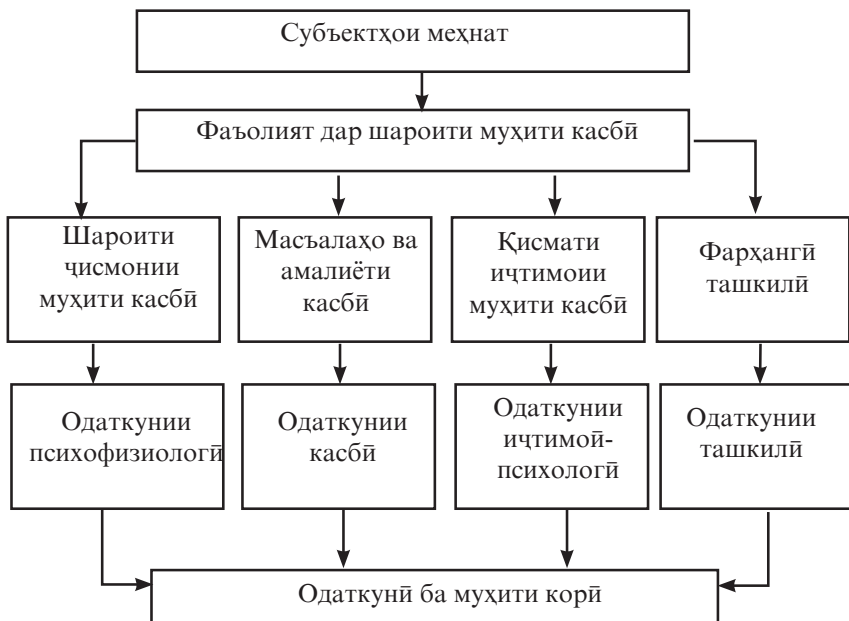 Субъектҳои меҳнат
Фаъолият дар шароити муҳити касбӣ
Шароити
ҷисмонии
муҳити касбӣ
Масъалаҳо ва
амалиёти
касбӣ
Қисмати
иҷтимоии
муҳити касбӣ
Фарҳангӣ
ташкилӣ
Одаткунии
психофизиологӣ
Одаткунии
касбӣ
Одаткунии
иҷтимоӣ-
психологӣ
Одаткунии
ташкилӣ
Одаткунӣ ба муҳити корӣ